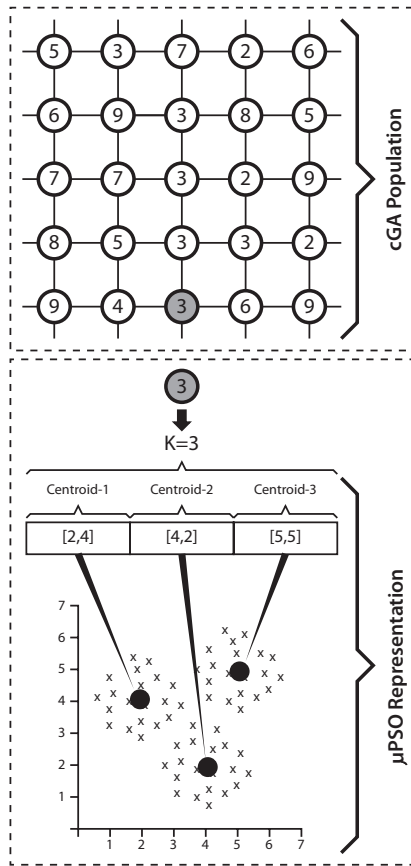 5 3 7 2 6
6 9 3 8 5
7 7 3 2 9
8 5 3 3 2
9 4 3 6 9
cGA Population
3
K=3
Centroid-1 Centroid-2 Centroid-3
[2,4] [4,2] [5,5]
7
6
5
4
3
2
1
1 2 3 4 5 6 7
µPSO Representation